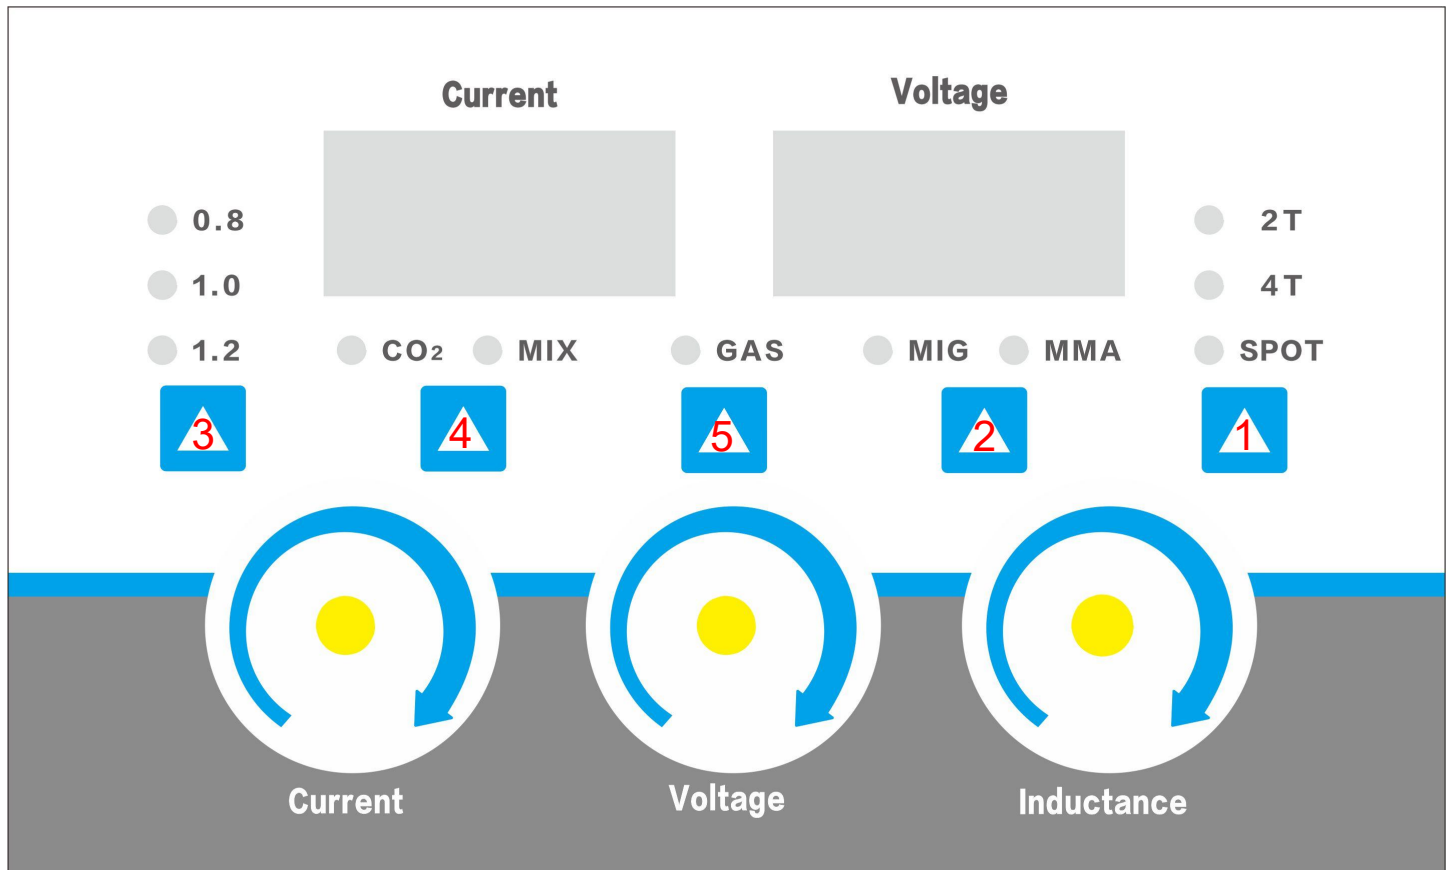 Current Voltage
0.8 2T
1.0 4T
1.2 CO₂ MIX GAS MIG MMA SPOT
3 4 5 2 1
Current Voltage Inductance